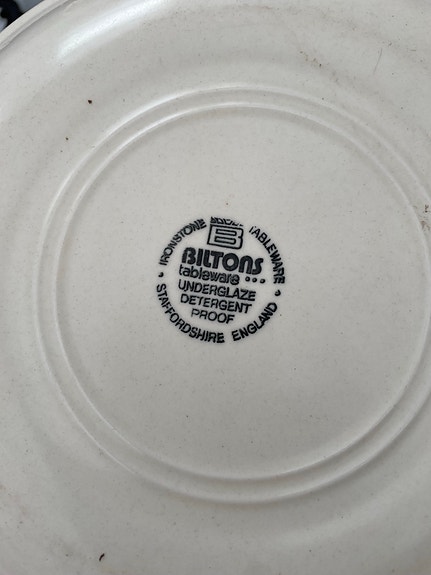 IRONSTONE TABLEWARE
B
BILTONS
tableware
UNDERGLAZE
DETERGENT
PROOF
STAFFORDSHIRE ENGLAND